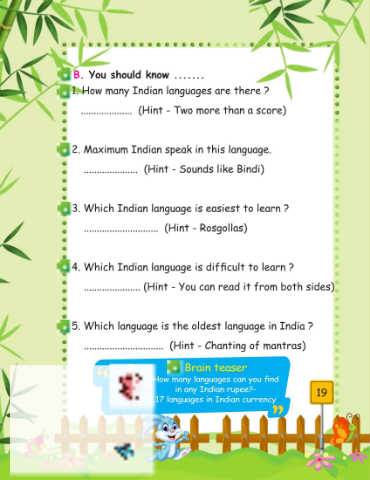 B. You should know .......
1. How many Indian languages are there ?
.................... (Hint - Two more than a score)
2. Maximum Indian speak in this language.
..................... (Hint - Sounds like Bindi)
3. Which Indian language is easiest to learn ?
............................. (Hint - Rosgollas)
4. Which Indian language is difficult to learn ?
...................... (Hint - You can read it from both sides)
5. Which language is the oldest language in India ?
............................... (Hint - Chanting of mantras)
Brain teaser
How many languages can you find
in any Indian rupee?-
17 languages in Indian currency
19